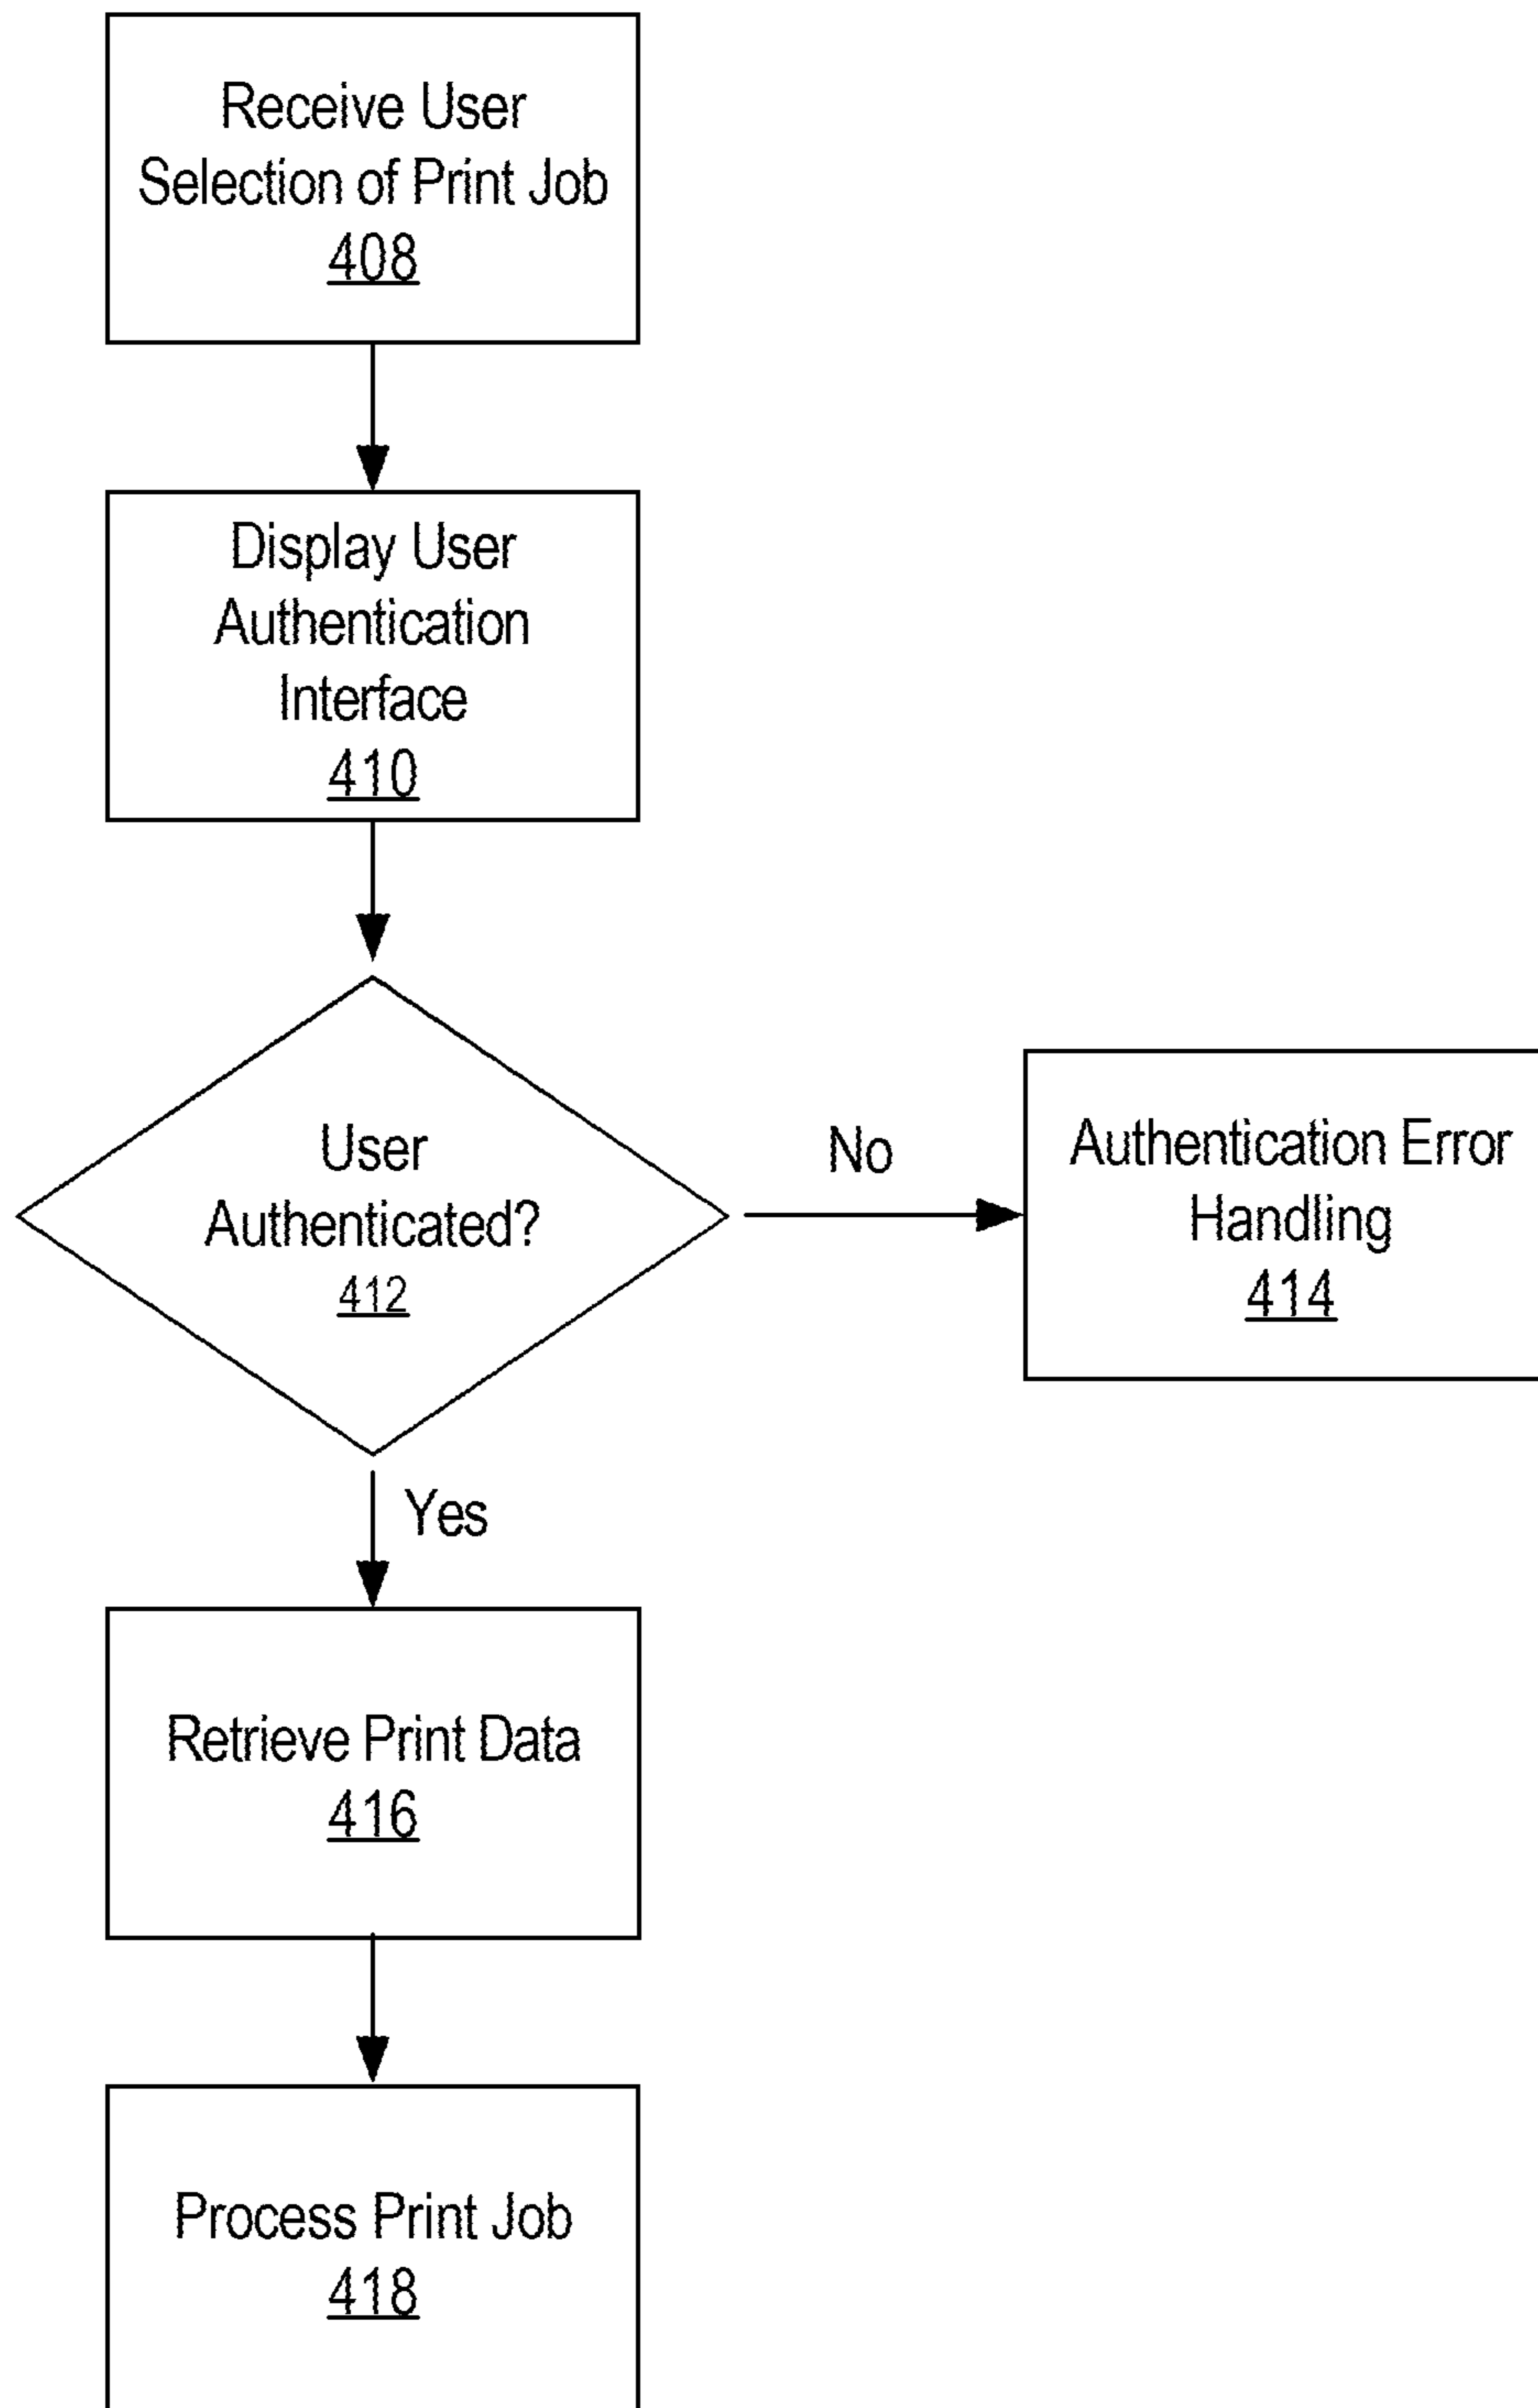 Receive User
Selection of Print Job
408
Display User
Authentication
Interface
410
User
Authenticated?
412
No
Authentication Error
Handling
414
Yes
Retrieve Print Data
416
Process Print Job
418